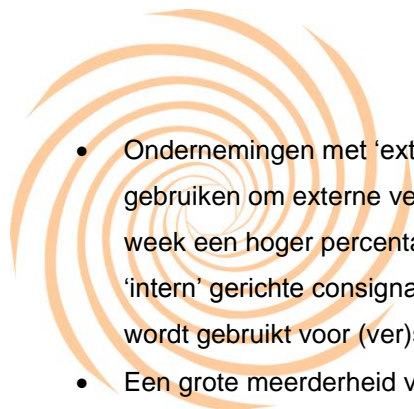 • Ondernemingen met ‘ext
gebruiken om externe ve
week een hoger percenta
‘intern’ gerichte consigna
wordt gebruikt voor (ver)s
• Een grote meerderheid v